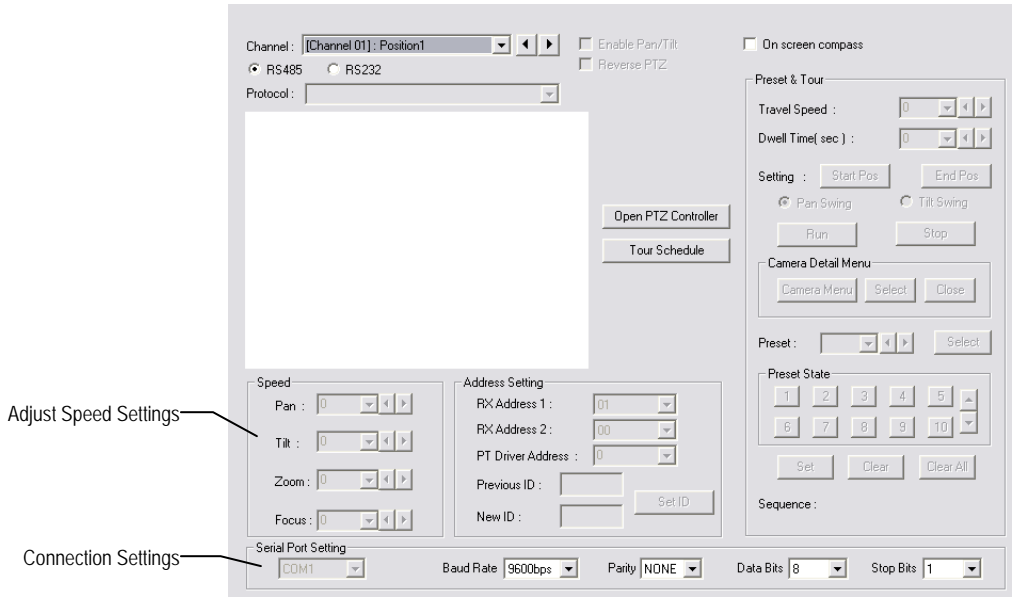 Channel : [Channel 01] : Position1
Enable Pan/Tilt
On screen compass
RS485 RS232
Reverse PTZ
Protocol :
Preset & Tour
Travel Speed : 0
Dwell Time( sec ) : 0
Setting : Start Pos End Pos
Pan Swing Tilt Swing
Run Stop
Open PTZ Controller
Tour Schedule
Camera Detail Menu
Camera Menu Select Close
Preset : Select
Preset State
1 2 3 4 5
6 7 8 9 10
Set Clear Clear All
Sequence :
Adjust Speed Settings
Speed
Pan : 0
Tilt : 0
Zoom : 0
Focus : 0
Address Setting
RX Address 1 : 01
RX Address 2 : 00
PT Driver Address : 0
Previous ID :
New ID :
Set ID
Connection Settings
Serial Port Setting
COM1 Baud Rate 9600bps Parity NONE Data Bits 8 Stop Bits 1